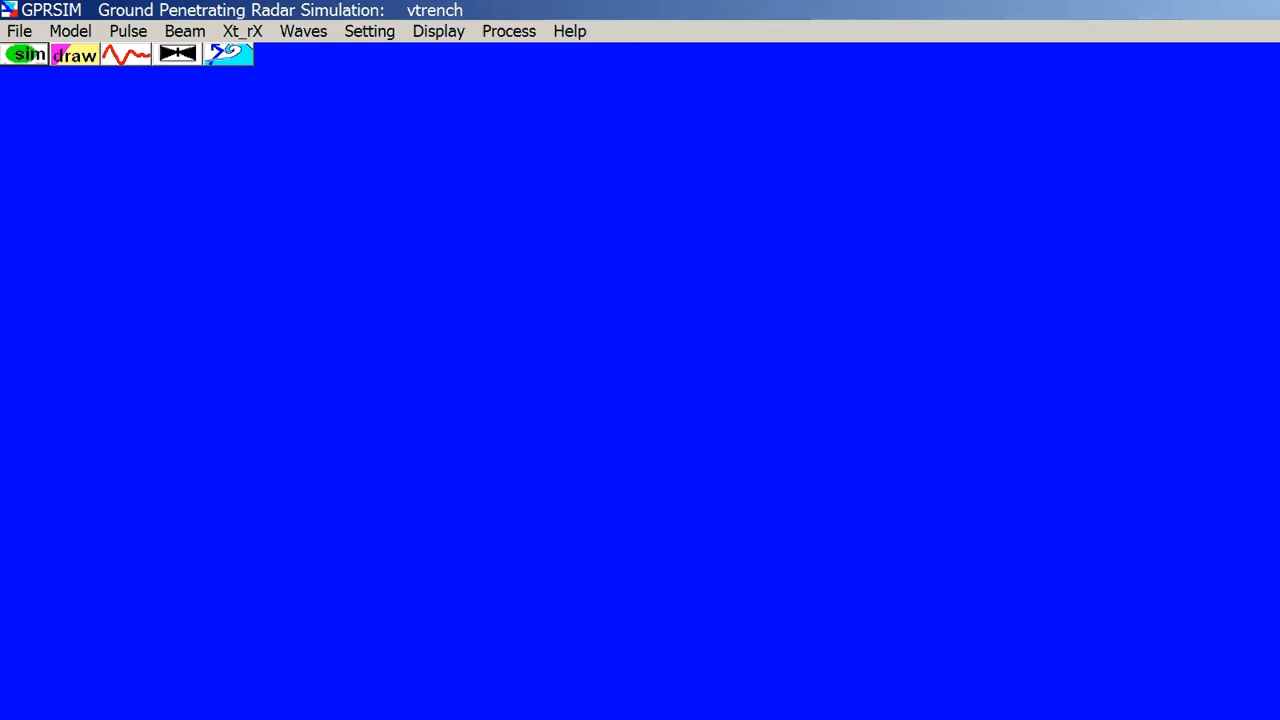 GPRSIM Ground Penetrating Radar Simulation: vtrench
File Model Pulse Beam Xt_rX Waves Setting Display Process Help
sim draw